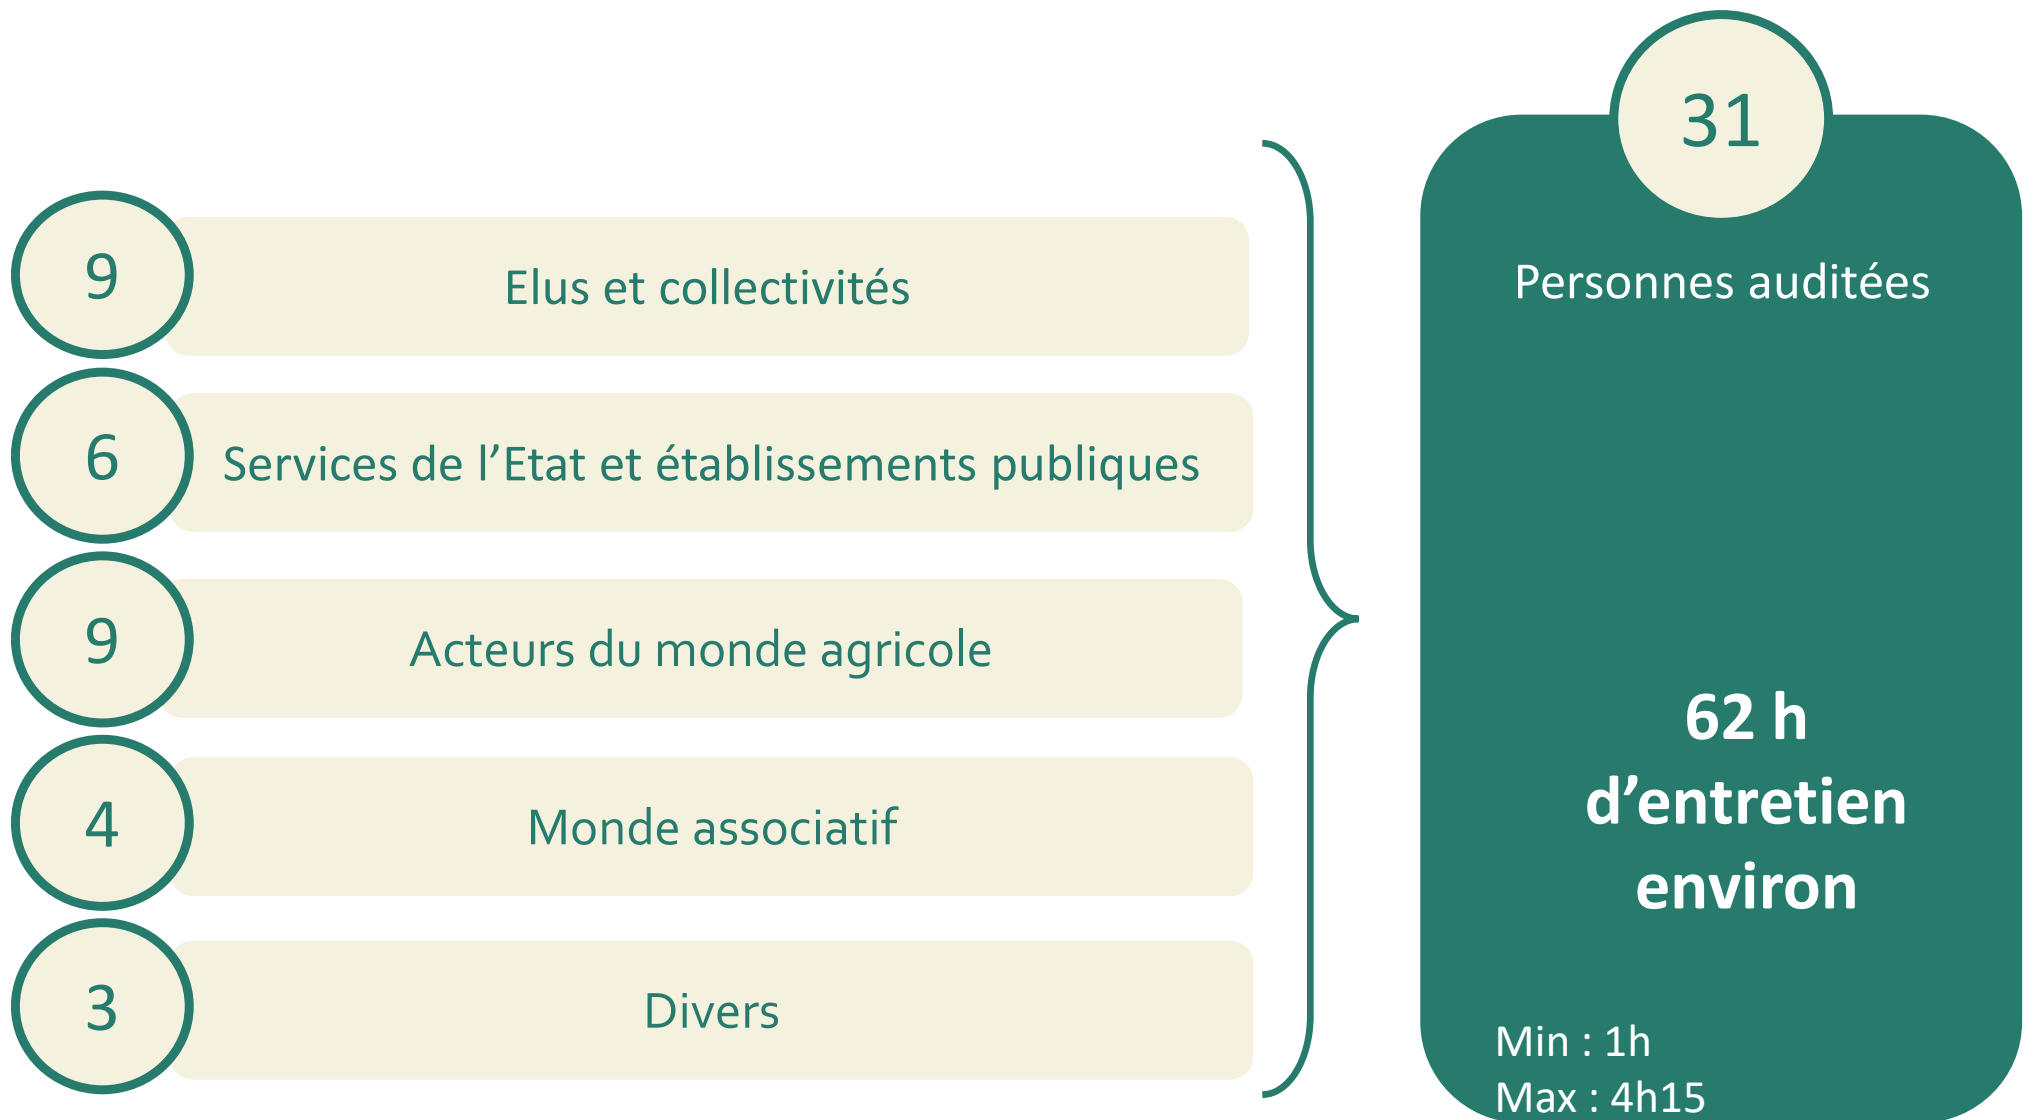 9
Elus et collectivités
6
Services de l’Etat et établissements publiques
9
Acteurs du monde agricole
4
Monde associatif
3
Divers
31
Personnes auditées
62 h
d’entretien
environ
Min : 1h
Max : 4h15